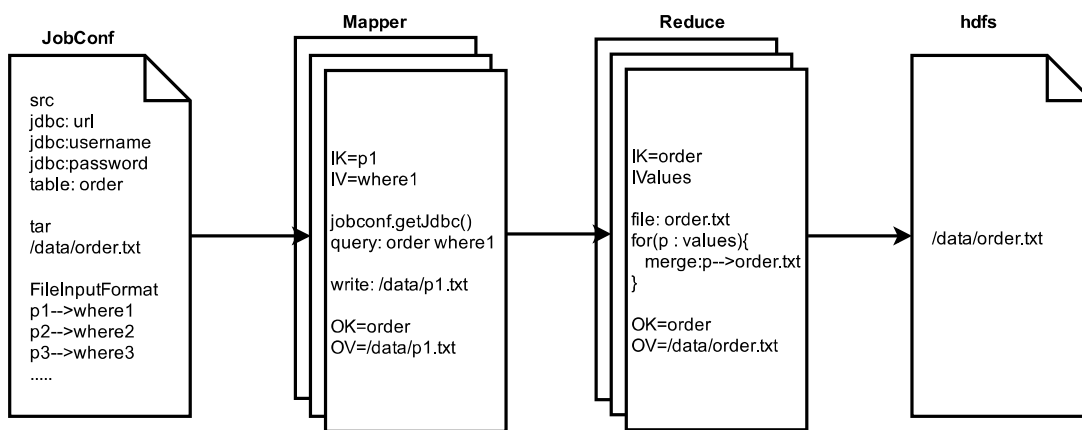 JobConf
src
jdbc: url
jdbc:username
jdbc:password
table: order
tar
/data/order.txt
FileInputFormat
p1-->where1
p2-->where2
p3-->where3
.....
Mapper
IK=p1
IV=where1
jobconf.getJdbc()
query: order where1
write: /data/p1.txt
OK=order
OV=/data/p1.txt
Reduce
IK=order
IValues
file: order.txt
for(p : values){
merge:p-->order.txt
}
OK=order
OV=/data/order.txt
hdfs
/data/order.txt